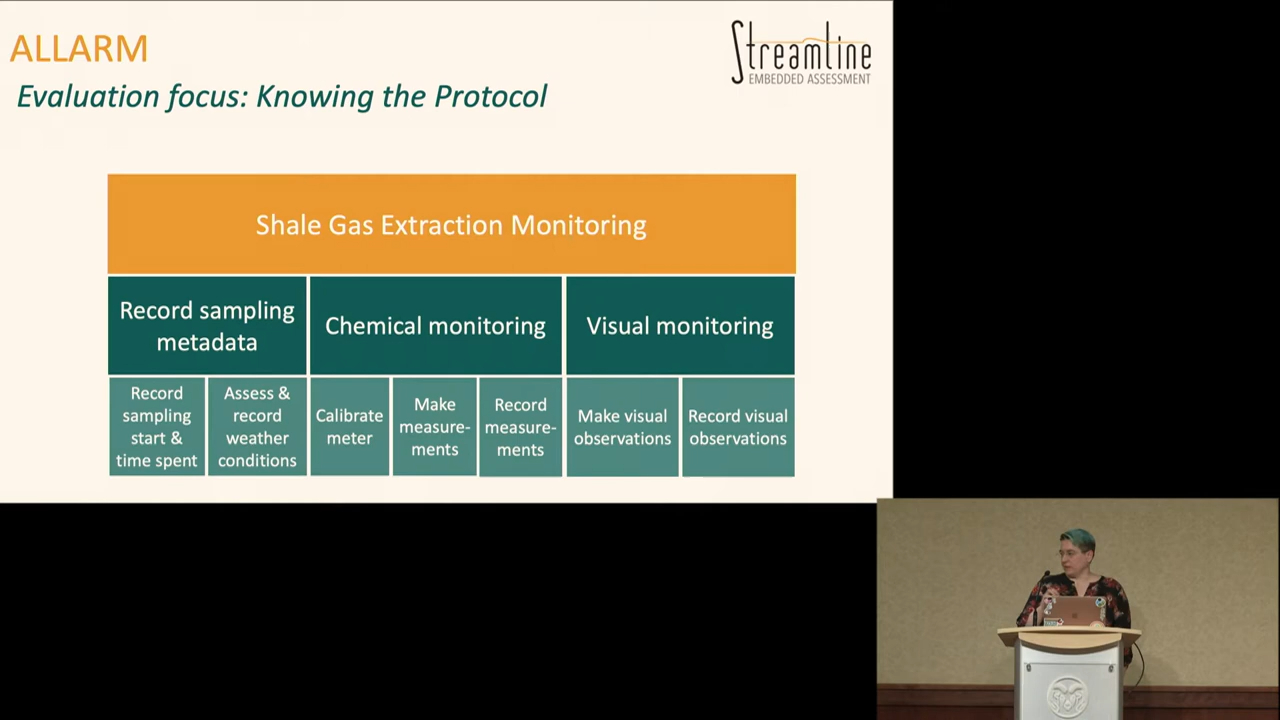 ALLARM
Streamline
EMBEDDED ASSESSMENT
Evaluation focus: Knowing the Protocol
Shale Gas Extraction Monitoring
Record sampling
metadata
Chemical monitoring
Visual monitoring
Record
sampling
start &
time spent
Assess &
record
weather
conditions
Calibrate
meter
Make
measure-
ments
Record
measure-
ments
Make visual
observations
Record visual
observations